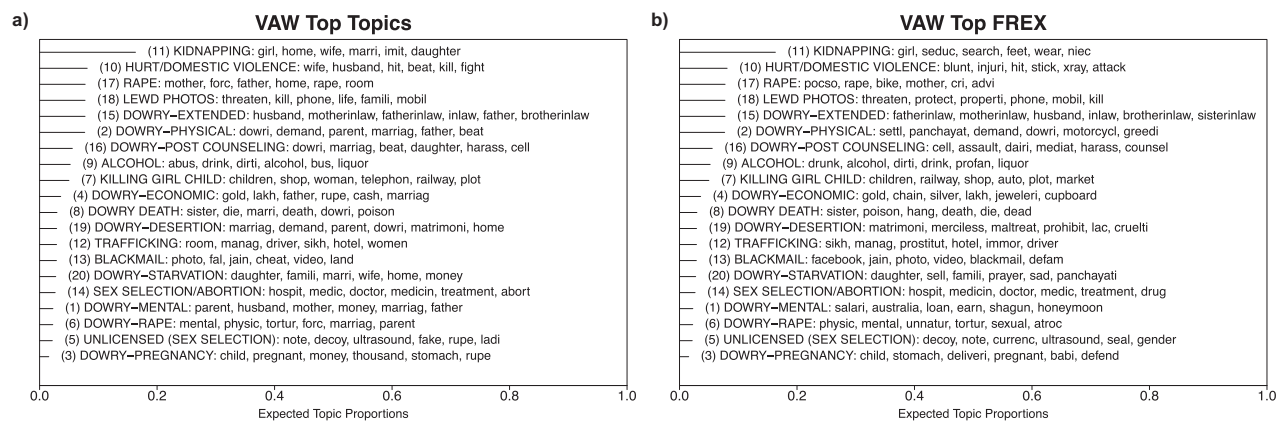 a)
VAW Top Topics
(11) KIDNAPPING: girl, home, wife, marri, imit, daughter
(10) HURT/DOMESTIC VIOLENCE: wife, husband, hit, beat, kill, fight
(17) RAPE: mother, forc, father, home, rape, room
(18) LEWD PHOTOS: threaten, kill, phone, life, famili, mobil
(15) DOWRY−EXTENDED: husband, motherinlaw, fatherinlaw, inlaw, father, brotherinlaw
(2) DOWRY−PHYSICAL: dowri, demand, parent, marriag, father, beat
(16) DOWRY−POST COUNSELING: dowri, marriag, beat, daughter, harass, cell
(9) ALCOHOL: abus, drink, dirti, alcohol, bus, liquor
(7) KILLING GIRL CHILD: children, shop, woman, telephon, railway, plot
(4) DOWRY−ECONOMIC: gold, lakh, father, rupe, cash, marriag
(8) DOWRY DEATH: sister, die, marri, death, dowri, poison
(19) DOWRY−DESERTION: marriag, demand, parent, dowri, matrimoni, home
(12) TRAFFICKING: room, manag, driver, sikh, hotel, women
(13) BLACKMAIL: photo, fal, jain, cheat, video, land
(20) DOWRY−STARVATION: daughter, famili, marri, wife, home, money
(14) SEX SELECTION/ABORTION: hospit, medic, doctor, medicin, treatment, abort
(1) DOWRY−MENTAL: parent, husband, mother, money, marriag, father
(6) DOWRY−RAPE: mental, physic, tortur, forc, marriag, parent
(5) UNLICENSED (SEX SELECTION): note, decoy, ultrasound, fake, rupe, ladi
(3) DOWRY−PREGNANCY: child, pregnant, money, thousand, stomach, rupe
0.0 0.2 0.4 0.6 0.8 1.0
Expected Topic Proportions
b)
VAW Top FREX
(11) KIDNAPPING: girl, seduc, search, feet, wear, niec
(10) HURT/DOMESTIC VIOLENCE: blunt, injuri, hit, stick, xray, attack
(17) RAPE: pocso, rape, bike, mother, cri, advi
(18) LEWD PHOTOS: threaten, protect, properti, phone, mobil, kill
(15) DOWRY−EXTENDED: fatherinlaw, motherinlaw, husband, inlaw, brotherinlaw, sisterinlaw
(2) DOWRY−PHYSICAL: settl, panchayat, demand, dowri, motorcycl, greedi
(16) DOWRY−POST COUNSELING: cell, assault, dairi, mediat, harass, counsel
(9) ALCOHOL: drunk, alcohol, dirti, drink, profan, liquor
(7) KILLING GIRL CHILD: children, railway, shop, auto, plot, market
(4) DOWRY−ECONOMIC: gold, chain, silver, lakh, jeweleri, cupboard
(8) DOWRY DEATH: sister, poison, hang, death, die, dead
(19) DOWRY−DESERTION: matrimoni, merciless, maltreat, prohibit, lac, cruelti
(12) TRAFFICKING: sikh, manag, prostitut, hotel, immor, driver
(13) BLACKMAIL: facebook, jain, photo, video, blackmail, defam
(20) DOWRY−STARVATION: daughter, sell, famili, prayer, sad, panchayati
(14) SEX SELECTION/ABORTION: hospit, medicin, doctor, medic, treatment, drug
(1) DOWRY−MENTAL: salari, australia, loan, earn, shagun, honeymoon
(6) DOWRY−RAPE: physic, mental, unnatur, tortur, sexual, atroc
(5) UNLICENSED (SEX SELECTION): decoy, note, currenc, ultrasound, seal, gender
(3) DOWRY−PREGNANCY: child, stomach, deliveri, pregnant, babi, defend
0.0 0.2 0.4 0.6 0.8 1.0
Expected Topic Proportions